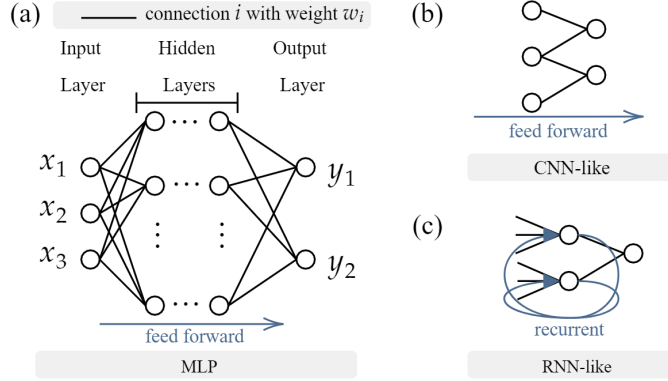 (a)
connection i with weight w_i
Input Layer
Hidden Layers
Output Layer
x_1
x_2
x_3
y_1
y_2
feed forward
MLP
(b)
feed forward
CNN-like
(c)
recurrent
RNN-like